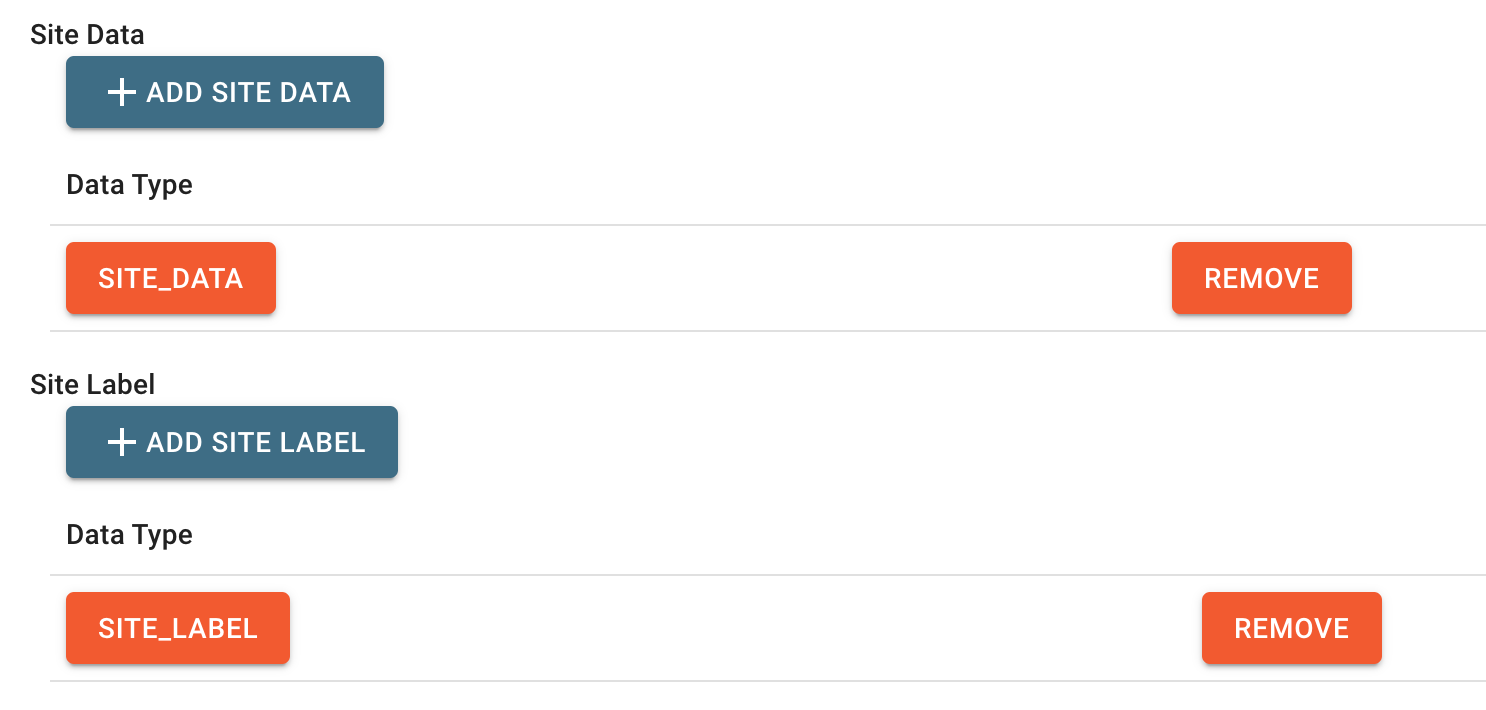 Site Data
ADD SITE DATA
Data Type
SITE_DATA REMOVE
Site Label
ADD SITE LABEL
Data Type
SITE_LABEL REMOVE